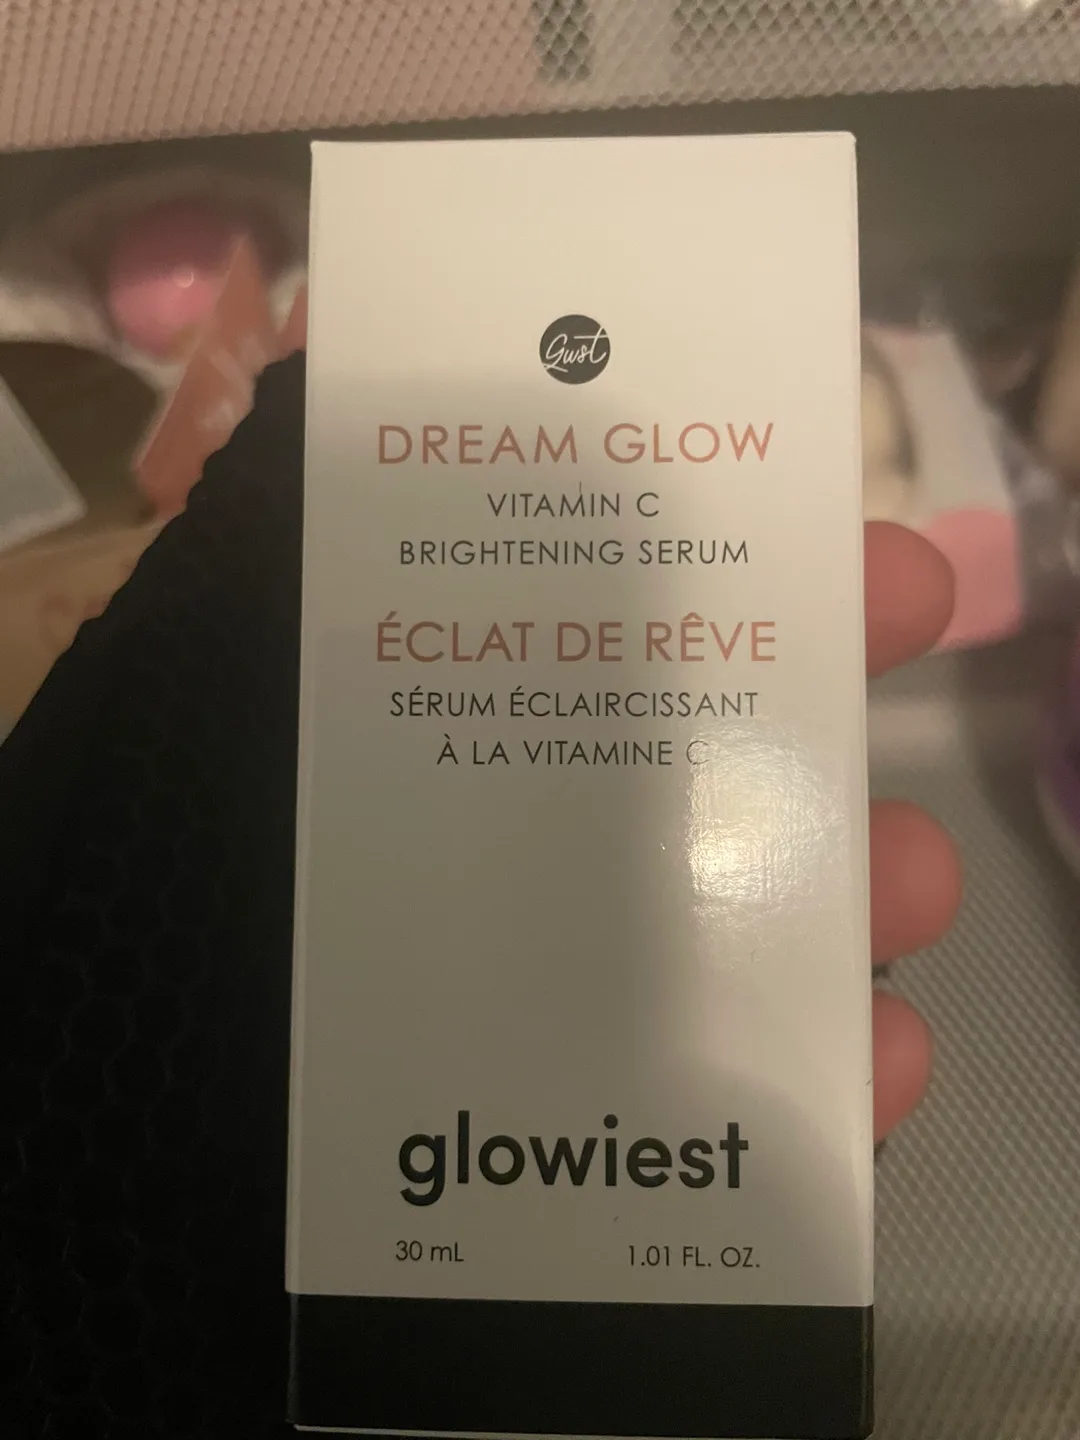 Gust
DREAM GLOW
VITAMIN C
BRIGHTENING SERUM
ÉCLAT DE RÊVE
SÉRUM ÉCLAIRCISSANT
À LA VITAMINE C
glowiest
30 mL 1.01 FL. OZ.